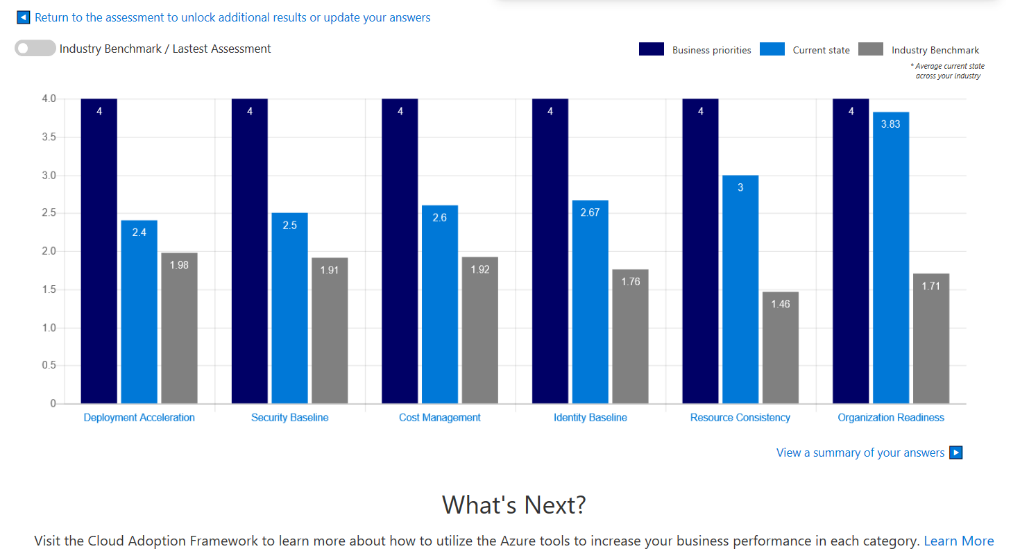 Return to the assessment to unlock additional results or update your answers
Industry Benchmark / Lastest Assessment
Business priorities Current state Industry Benchmark
* Average current state
across your industry
4.0
3.5
3.0
2.5
2.0
1.5
1.0
0.5
0
4 2.4 1.98
4 2.5 1.91
4 2.6 1.92
4 2.67 1.76
4 3 1.46
4 3.83 1.71
Deployment Acceleration Security Baseline Cost Management Identity Baseline Resource Consistency Organization Readiness
View a summary of your answers
What's Next?
Visit the Cloud Adoption Framework to learn more about how to utilize the Azure tools to increase your business performance in each category. Learn More